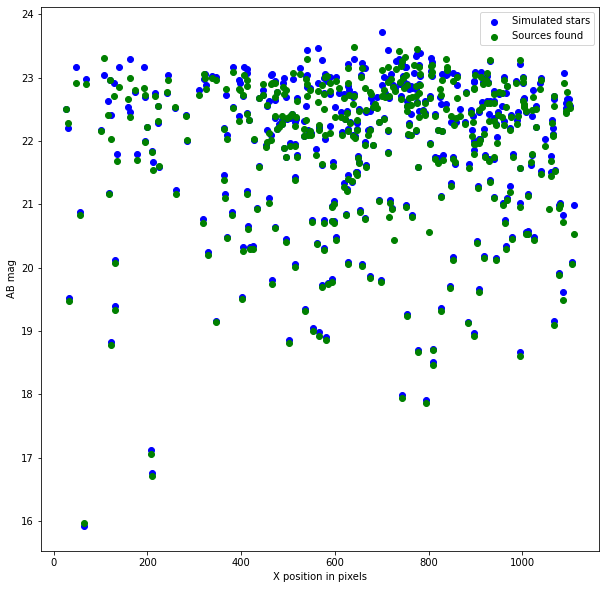 24
23
22
21
20
19
18
17
16
AB mag
Simulated stars
Sources found
0 200 400 600 800 1000
X position in pixels